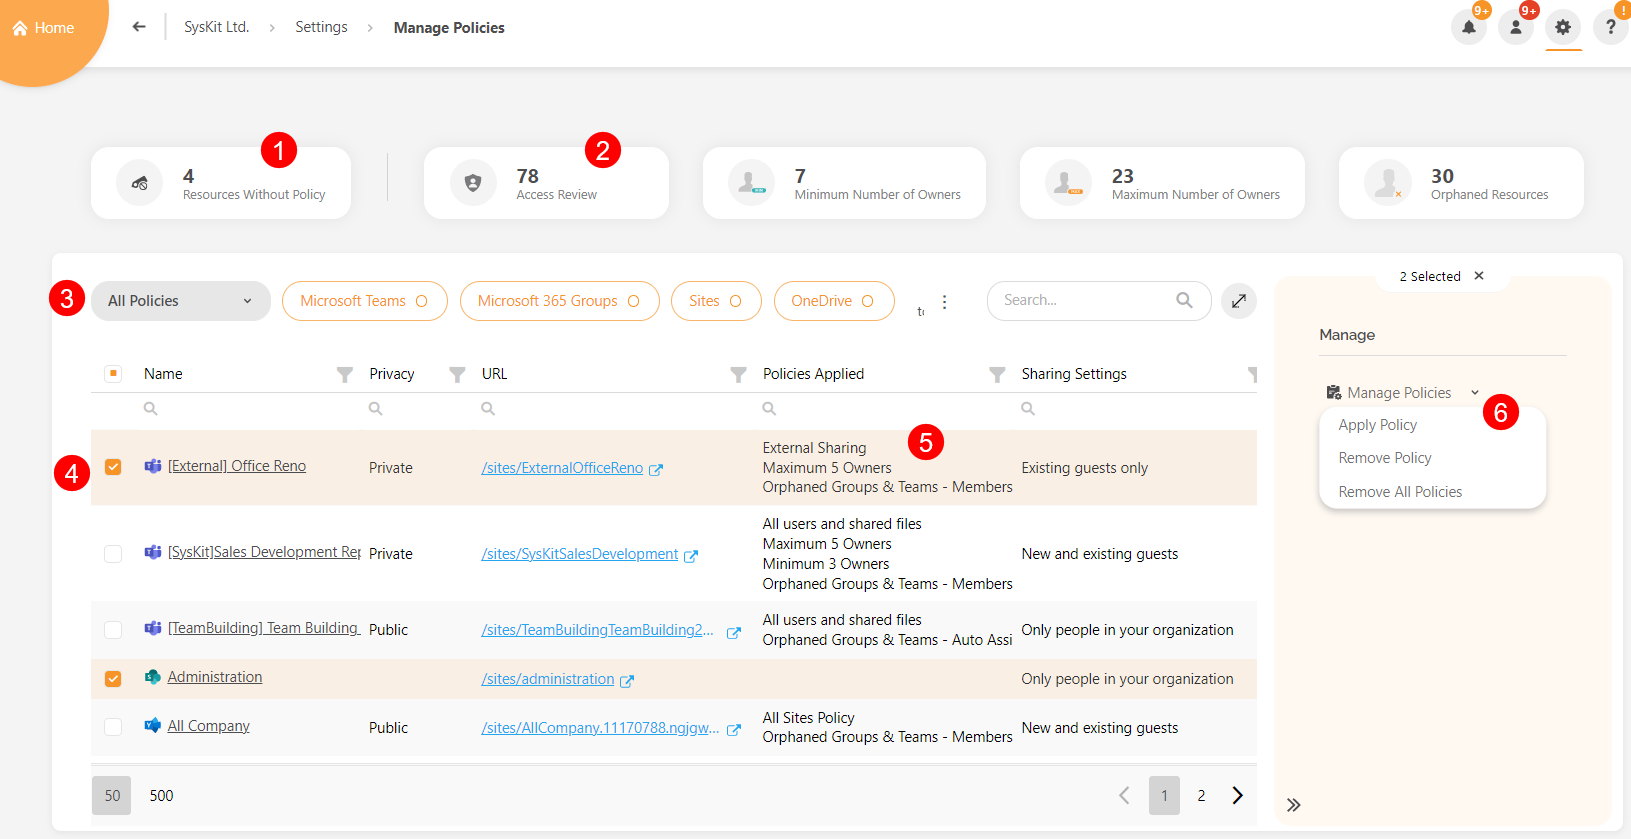 Home
SysKit Ltd. > Settings > Manage Policies
9+
9+
!
?
1
2
4
Resources Without Policy
78
Access Review
7
Minimum Number of Owners
23
Maximum Number of Owners
30
Orphaned Resources
3
All Policies
Microsoft Teams
Microsoft 365 Groups
Sites
OneDrive
Search...
2 Selected
Manage
Manage Policies
6
Apply Policy
Remove Policy
Remove All Policies
Name Privacy URL Policies Applied Sharing Settings
4
5
[External] Office Reno
Private
/sites/ExternalOfficeReno
External Sharing
Maximum 5 Owners
Orphaned Groups & Teams - Members
Existing guests only
[SysKit]Sales Development Rep
Private
/sites/SysKitSalesDevelopment
All users and shared files
Maximum 5 Owners
Minimum 3 Owners
Orphaned Groups & Teams - Members
New and existing guests
[TeamBuilding] Team Building
Public
/sites/TeamBuildingTeamBuilding2...
All users and shared files
Orphaned Groups & Teams - Auto Assi
Only people in your organization
Administration
/sites/administration
Only people in your organization
All Company
Public
/sites/AllCompany.11170788.ngjgw...
All Sites Policy
Orphaned Groups & Teams - Members
New and existing guests
50 500
1 2